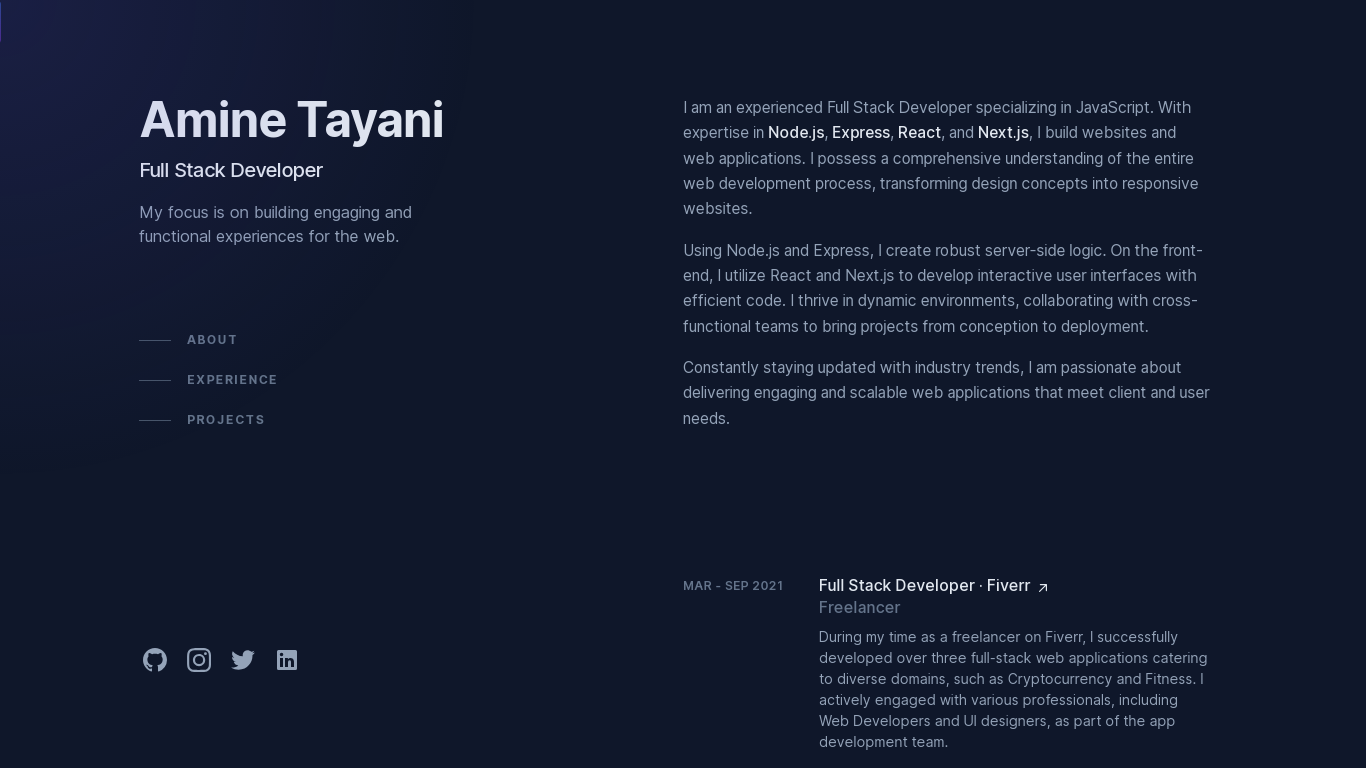 Amine Tayani
Full Stack Developer
My focus is on building engaging and
functional experiences for the web.
ABOUT
EXPERIENCE
PROJECTS
I am an experienced Full Stack Developer specializing in JavaScript. With
expertise in Node.js, Express, React, and Next.js, I build websites and
web applications. I possess a comprehensive understanding of the entire
web development process, transforming design concepts into responsive
websites.
Using Node.js and Express, I create robust server-side logic. On the front-
end, I utilize React and Next.js to develop interactive user interfaces with
efficient code. I thrive in dynamic environments, collaborating with cross-
functional teams to bring projects from conception to deployment.
Constantly staying updated with industry trends, I am passionate about
delivering engaging and scalable web applications that meet client and user
needs.
MAR - SEP 2021
Full Stack Developer · Fiverr
Freelancer
During my time as a freelancer on Fiverr, I successfully
developed over three full-stack web applications catering
to diverse domains, such as Cryptocurrency and Fitness. I
actively engaged with various professionals, including
Web Developers and UI designers, as part of the app
development team.